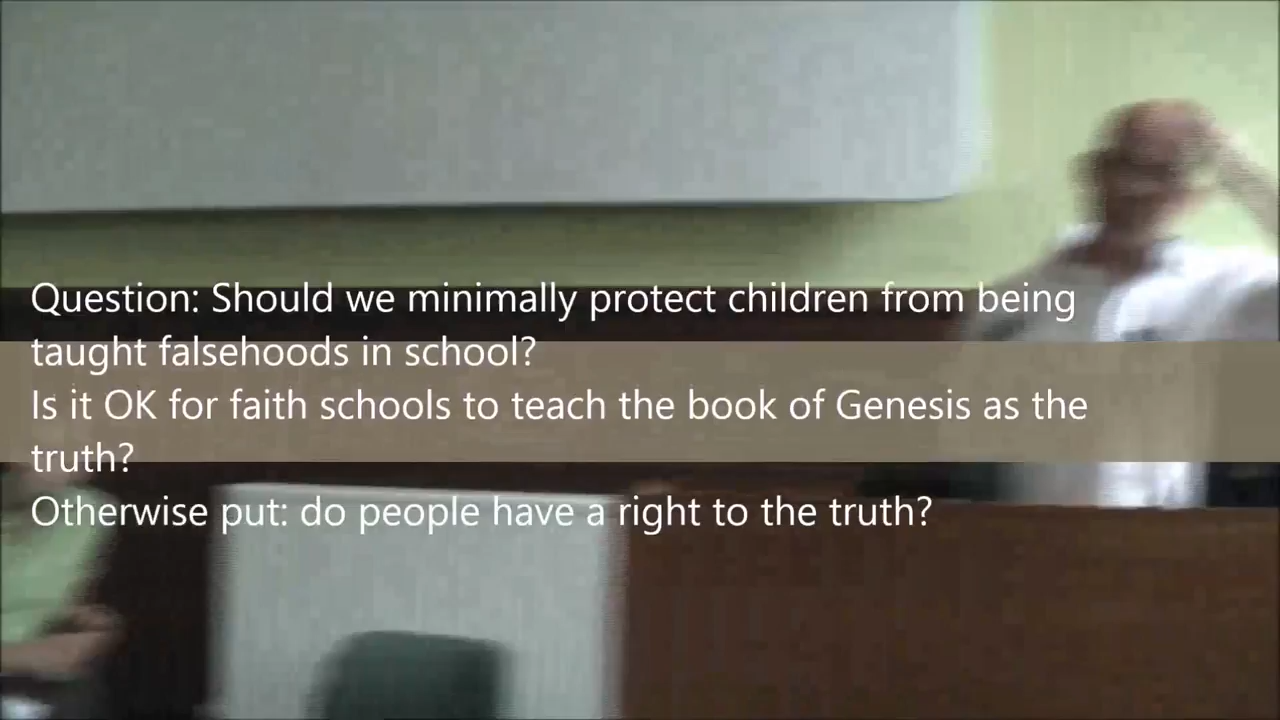 Question: Should we minimally protect children from being
taught falsehoods in school?
Is it OK for faith schools to teach the book of Genesis as the
truth?
Otherwise put: do people have a right to the truth?